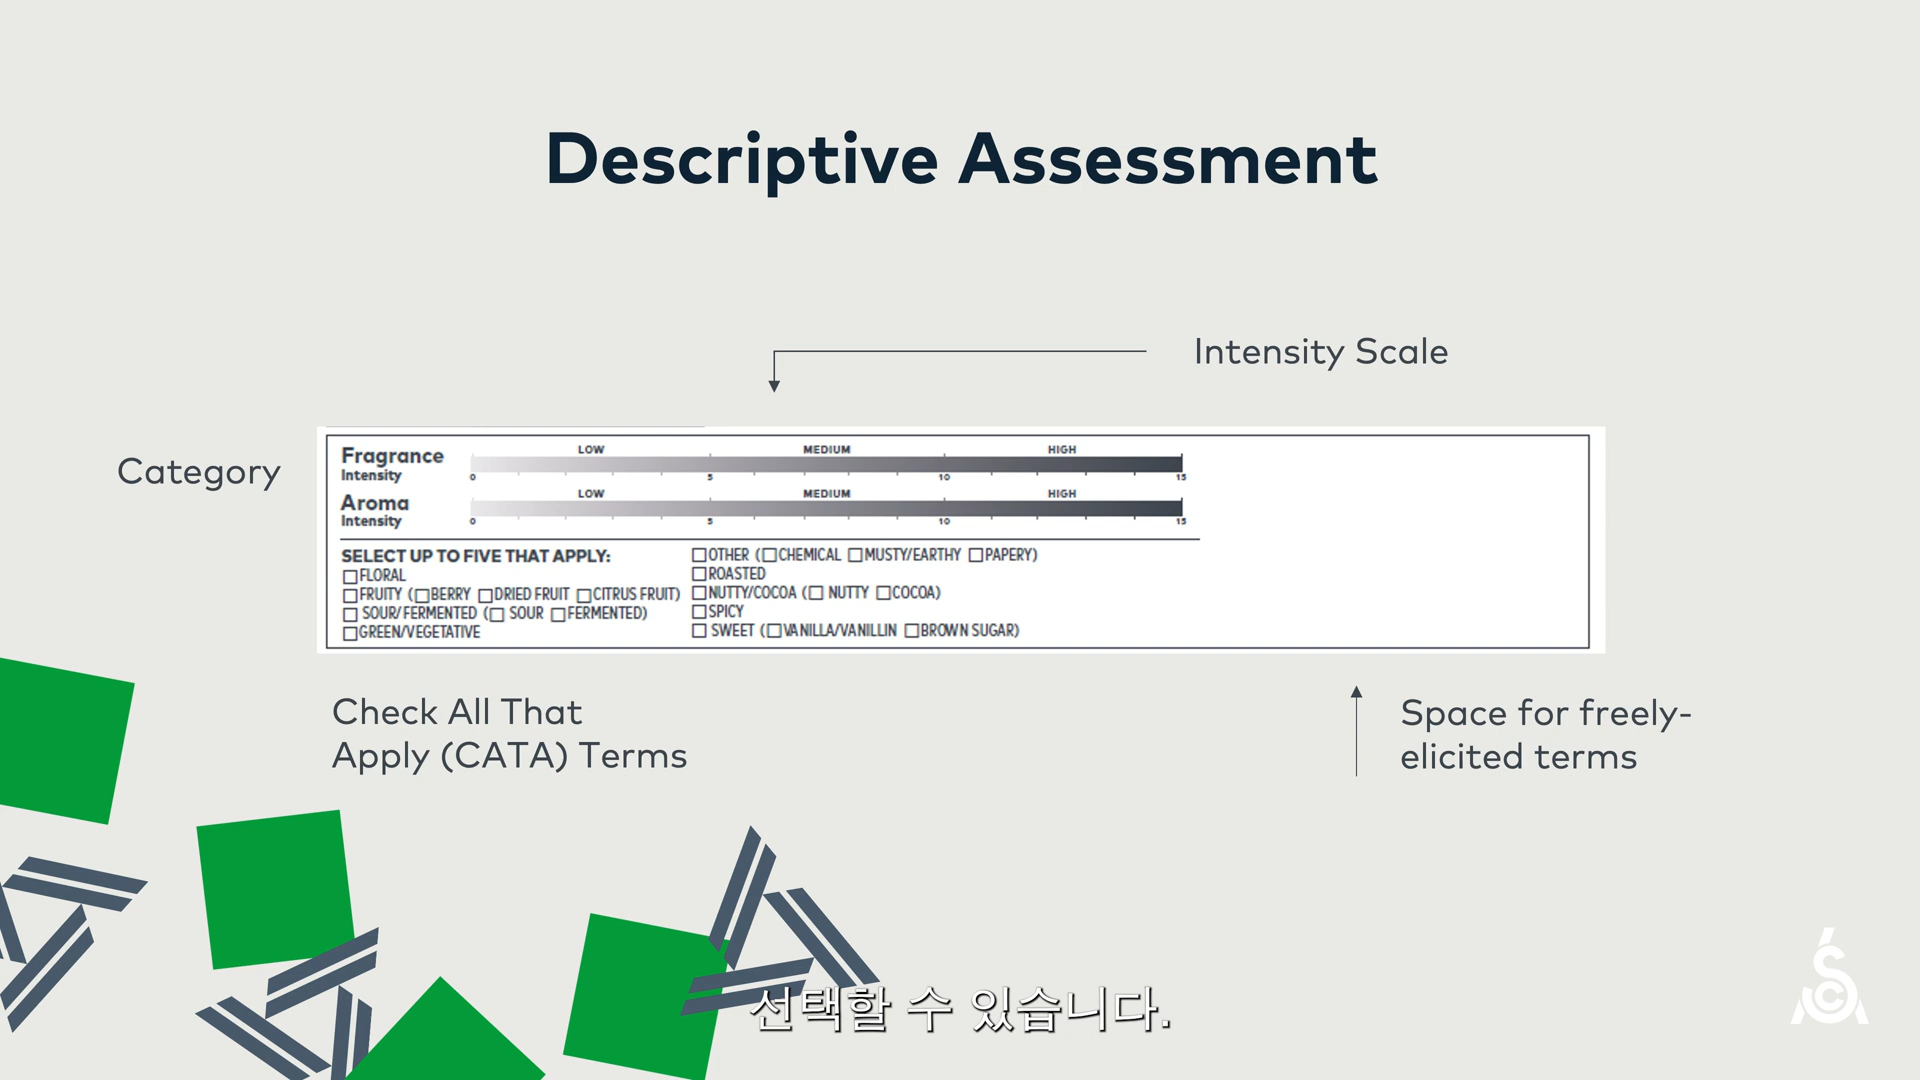 Descriptive Assessment
Intensity Scale
Category
Fragrance
Intensity
LOW MEDIUM HIGH
0 5 10 15
Aroma
Intensity
LOW MEDIUM HIGH
0 5 10 15
SELECT UP TO FIVE THAT APPLY:
☐FLORAL
☐FRUITY (☐BERRY ☐DRIED FRUIT ☐CITRUS FRUIT)
☐ SOUR/FERMENTED (☐ SOUR ☐FERMENTED)
☐GREEN/VEGETATIVE
☐OTHER (☐CHEMICAL ☐MUSTY/EARTHY ☐PAPERY)
☐ROASTED
☐NUTTY/COCOA (☐ NUTTY ☐COCOA)
☐SPICY
☐ SWEET (☐VANILLA/VANILLIN ☐BROWN SUGAR)
Check All That
Apply (CATA) Terms
Space for freely-
elicited terms
선택할 수 있습니다.
SCA